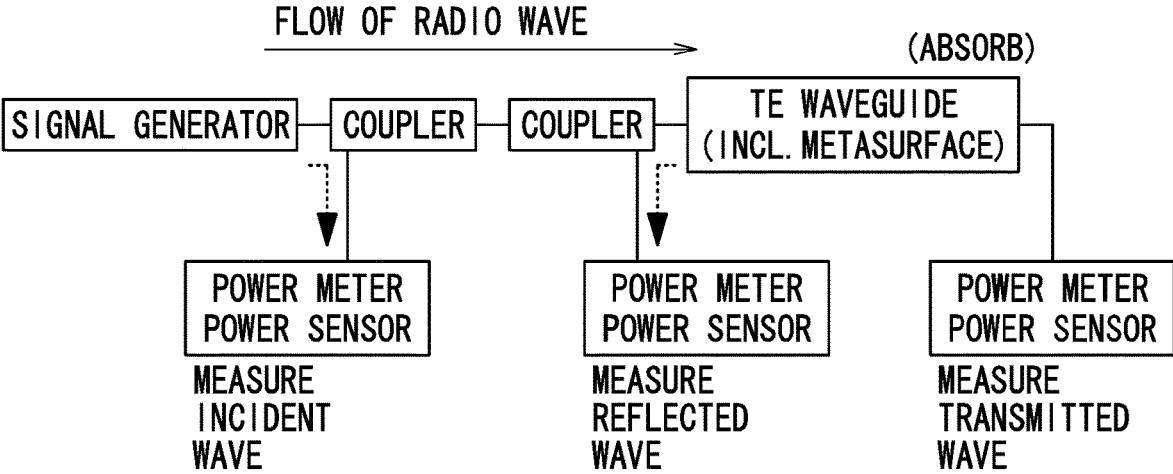 FLOW OF RADIO WAVE
(ABSORB)
SIGNAL GENERATOR
COUPLER
COUPLER
TE WAVEGUIDE
(INCL.METASURFACE)
POWER METER
POWER SENSOR
MEASURE
INCIDENT
WAVE
POWER METER
POWER SENSOR
MEASURE
REFLECTED
WAVE
POWER METER
POWER SENSOR
MEASURE
TRANSMITTED
WAVE